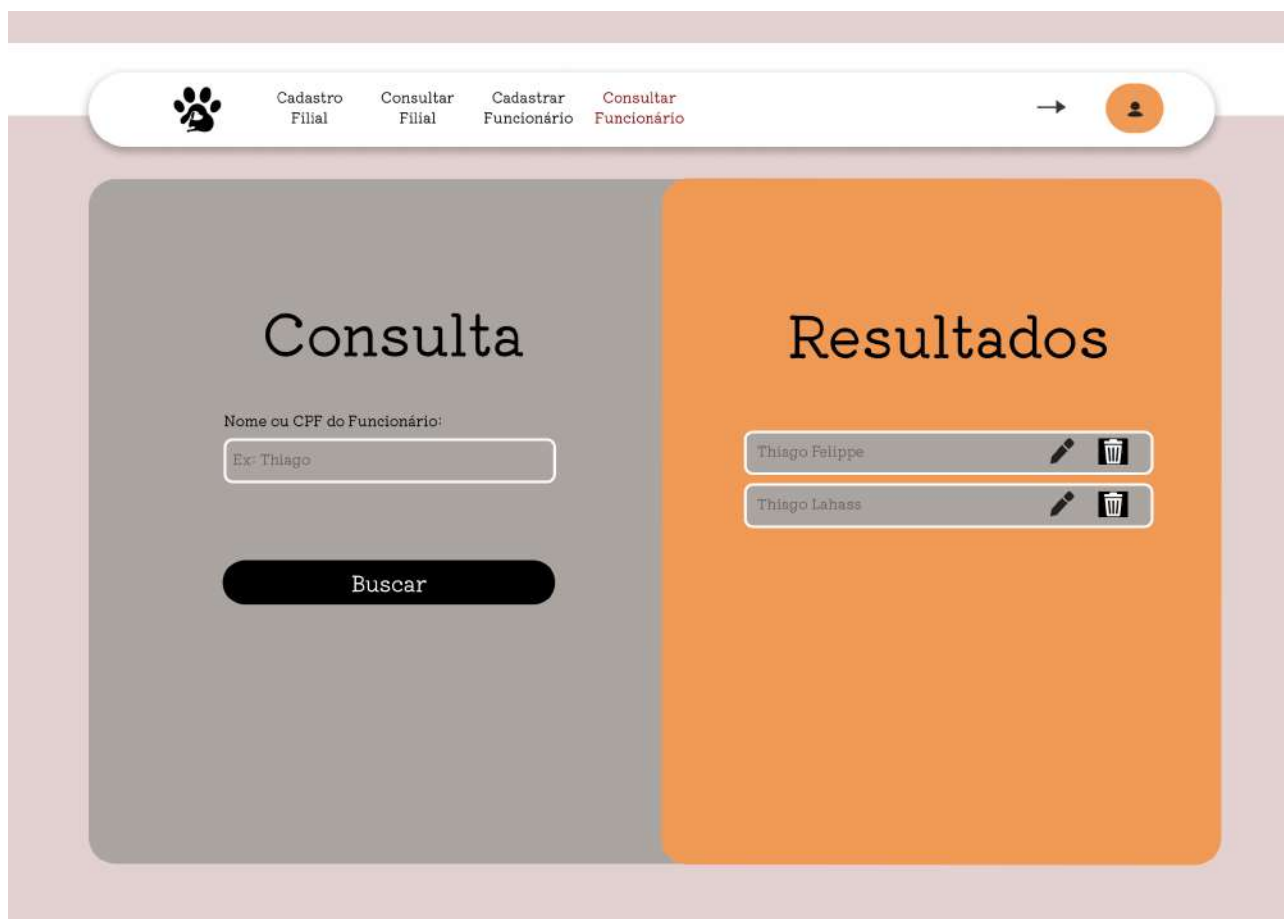 Cadastro
Filial
Consultar
Filial
Cadastrar
Funcionário
Consultar
Funcionário
Consulta
Nome ou CPF do Funcionário:
Ex: Thiago
Buscar
Resultados
Thiago Felippe
Thiago Lahass